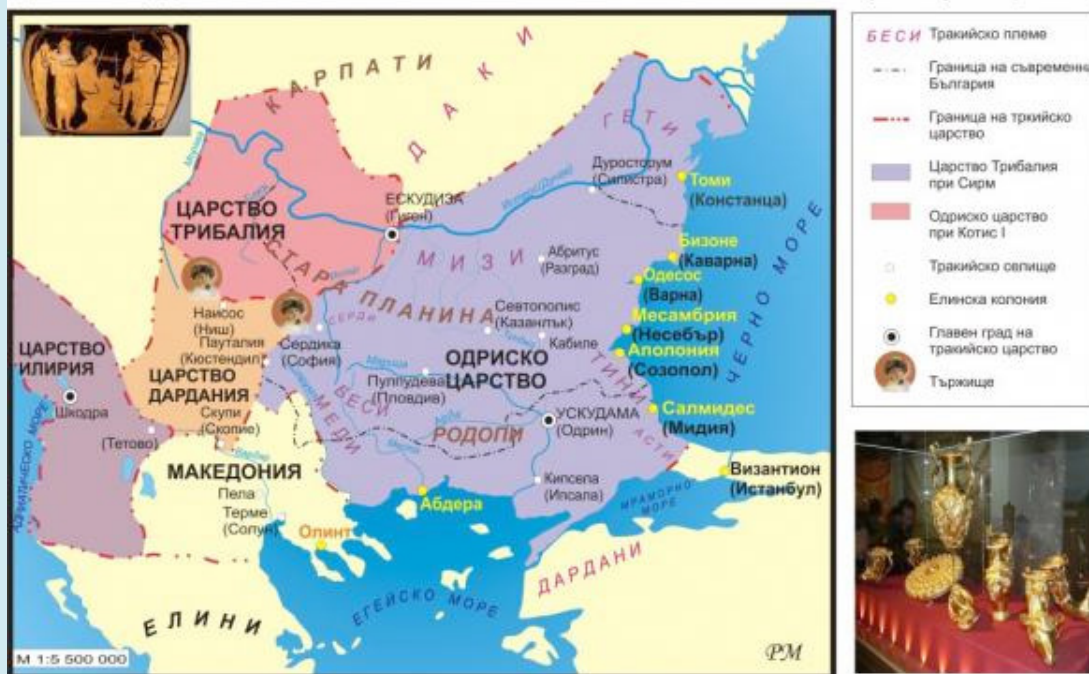 КАРПАТИ
ДАКИ
ГЕТИ
Дуросторум
(Силистра)
Томи
(Констанца)
ЦАРСТВО
ТРИБАЛИЯ
ЕСКУДИЗА
(Гиген)
Бизоне
(Каварна)
МИЗИ
Абритус
(Разград)
Одесос
(Варна)
СТАРА ПЛАНИНА
Наисос
(Ниш)
СЕРДИ
Севтополис
(Казанлък)
Месамбрия
(Несебър)
Сердика
(София)
Кабиле
Аполония
(Созопол)
Пауталия
(Кюстендил)
ЦАРСТВО
ИЛИРИЯ
ЦАРСТВО
ДАРДАНИЯ
ОДРИСКО
ЦАРСТВО
ТИНИ
ЧЕРНО МОРЕ
Пулпудева
(Пловдив)
Шкодра
БЕСИ
МЕДИ
Скупи
(Скопие)
(Тетово)
РОДОПИ
УСКУДАМА
(Одрин)
АСТИ
Салмидес
(Мидия)
МАКЕДОНИЯ
Кипсела
(Ипсала)
Византион
(Истанбул)
АДРИАТИЧЕСКО МОРЕ
Пела
Терме
(Солун)
Абдера
МРАМОРНО
МОРЕ
Олинт
ДАРДАНИ
ЕГЕЙСКО МОРЕ
ЕЛИНИ
М 1:5 500 000
РМ
БЕСИ Тракийско племе
Граница на съвременна
България
Граница на тркийско
царство
Царство Трибалия
при Сирм
Одриско царство
при Котис I
Тракийско селище
Елинска колония
Главен град на
тракийско царство
Тържище